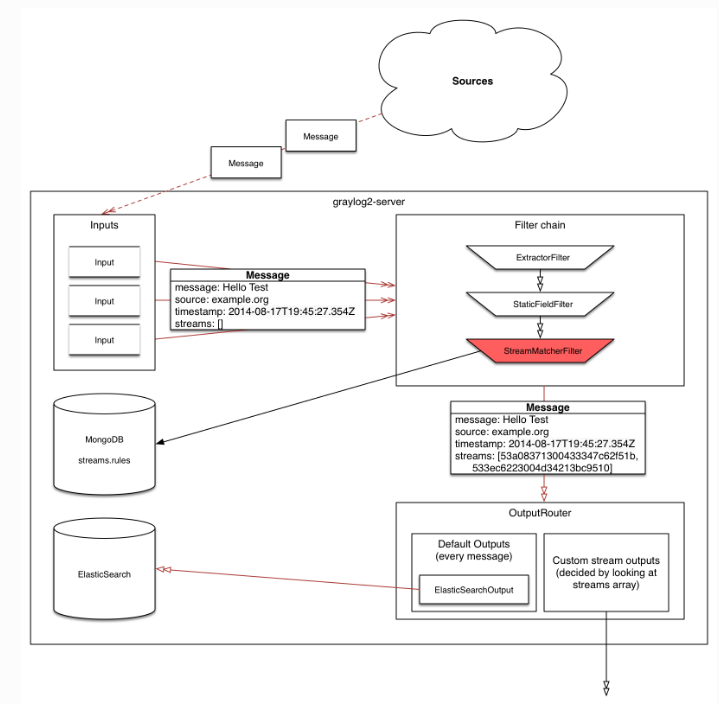 Sources
Message
Message
graylog2-server
Inputs
Input
Input
Input
Message
message: Hello Test
source: example.org
timestamp: 2014-08-17T19:45:27.354Z
streams: []
Filter chain
ExtractorFilter
StaticFieldFilter
StreamMatcherFilter
MongoDB
streams.rules
Message
message: Hello Test
source: example.org
timestamp: 2014-08-17T19:45:27.354Z
streams: [53a08371300433347c62f51b,
533ec6223004d34213bc9510]
OutputRouter
Default Outputs
(every message)
ElasticSearchOutput
Custom stream outputs
(decided by looking at
streams array)
ElasticSearch